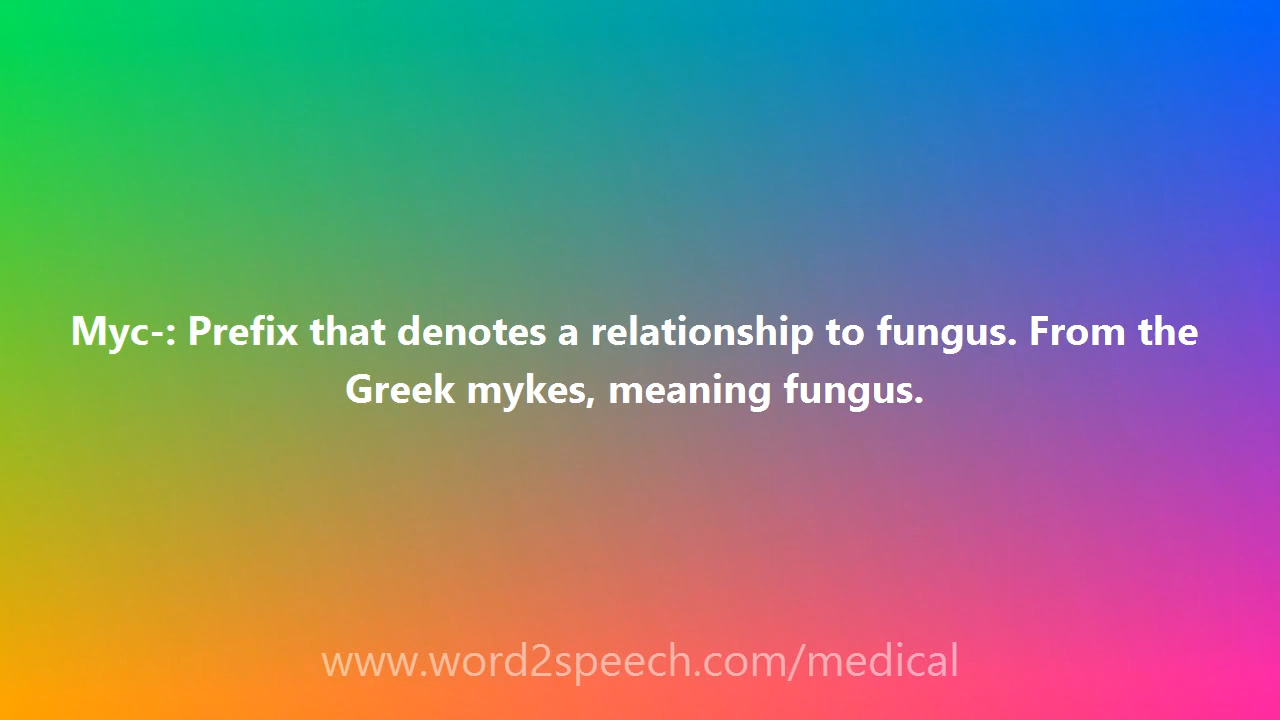 Myc-: Prefix that denotes a relationship to fungus. From the
Greek mykes, meaning fungus.
www.word2speech.com/medical